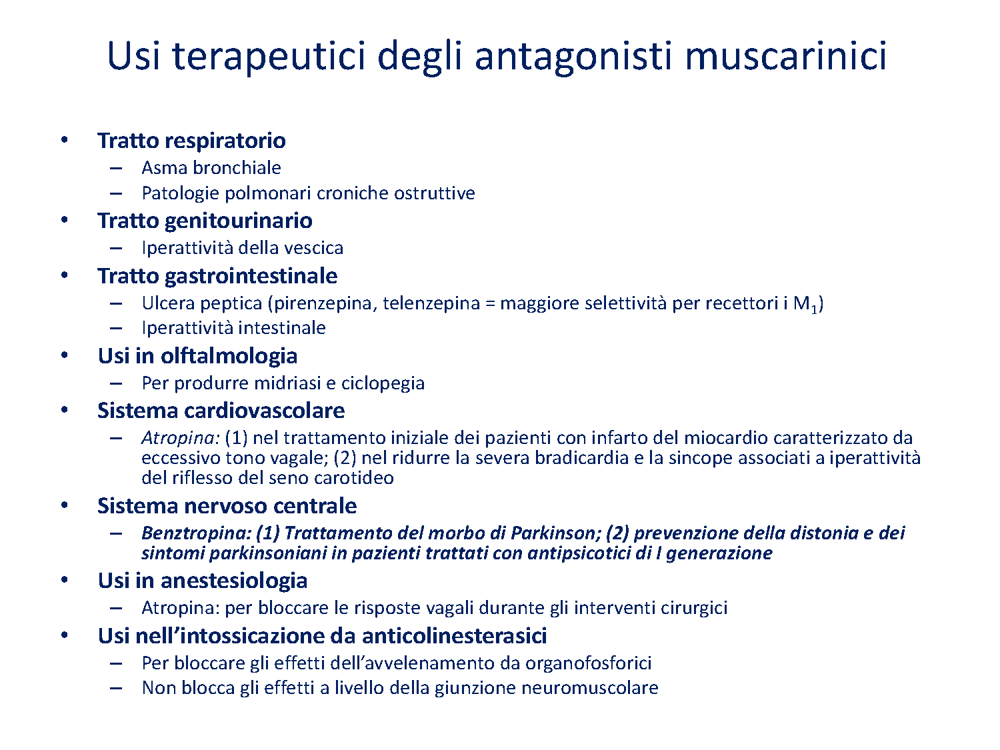 Usi terapeutici degli antagonisti muscarinici
• Tratto respiratorio
– Asma bronchiale
– Patologie polmonari croniche ostruttive
• Tratto genitourinario
– Iperattività della vescica
• Tratto gastrointestinale
– Ulcera peptica (pirenzepina, telenzepina = maggiore selettività per recettori i M1)
– Iperattività intestinale
• Usi in olftalmologia
– Per produrre midriasi e ciclopegia
• Sistema cardiovascolare
– Atropina: (1) nel trattamento iniziale dei pazienti con infarto del miocardio caratterizzato da
eccessivo tono vagale; (2) nel ridurre la severa bradicardia e la sincope associati a iperattività
del riflesso del seno carotideo
• Sistema nervoso centrale
– Benztropina: (1) Trattamento del morbo di Parkinson; (2) prevenzione della distonia e dei
sintomi parkinsoniani in pazienti trattati con antipsicotici di I generazione
• Usi in anestesiologia
– Atropina: per bloccare le risposte vagali durante gli interventi cirurgici
• Usi nell’intossicazione da anticolinesterasici
– Per bloccare gli effetti dell’avvelenamento da organofosforici
– Non blocca gli effetti a livello della giunzione neuromuscolare